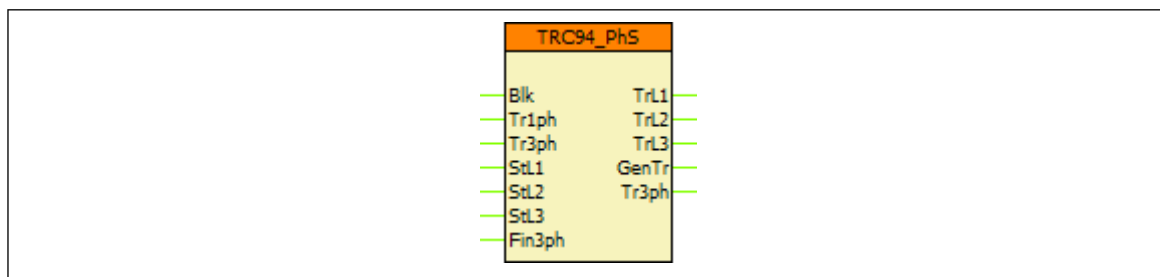 TRC94_PhS
Blk TrL1
Tr1ph TrL2
Tr3ph TrL3
StL1 GenTr
StL2 Tr3ph
StL3
Fin3ph